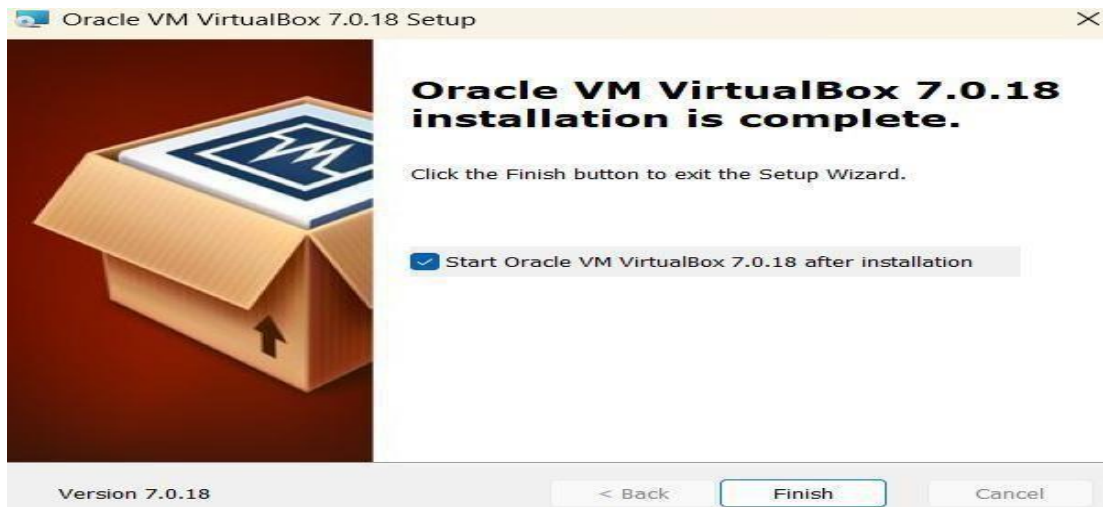 Oracle VM VirtualBox 7.0.18 Setup
Oracle VM VirtualBox 7.0.18
installation is complete.
Click the Finish button to exit the Setup Wizard.
Start Oracle VM VirtualBox 7.0.18 after installation
Version 7.0.18
< Back
Finish
Cancel